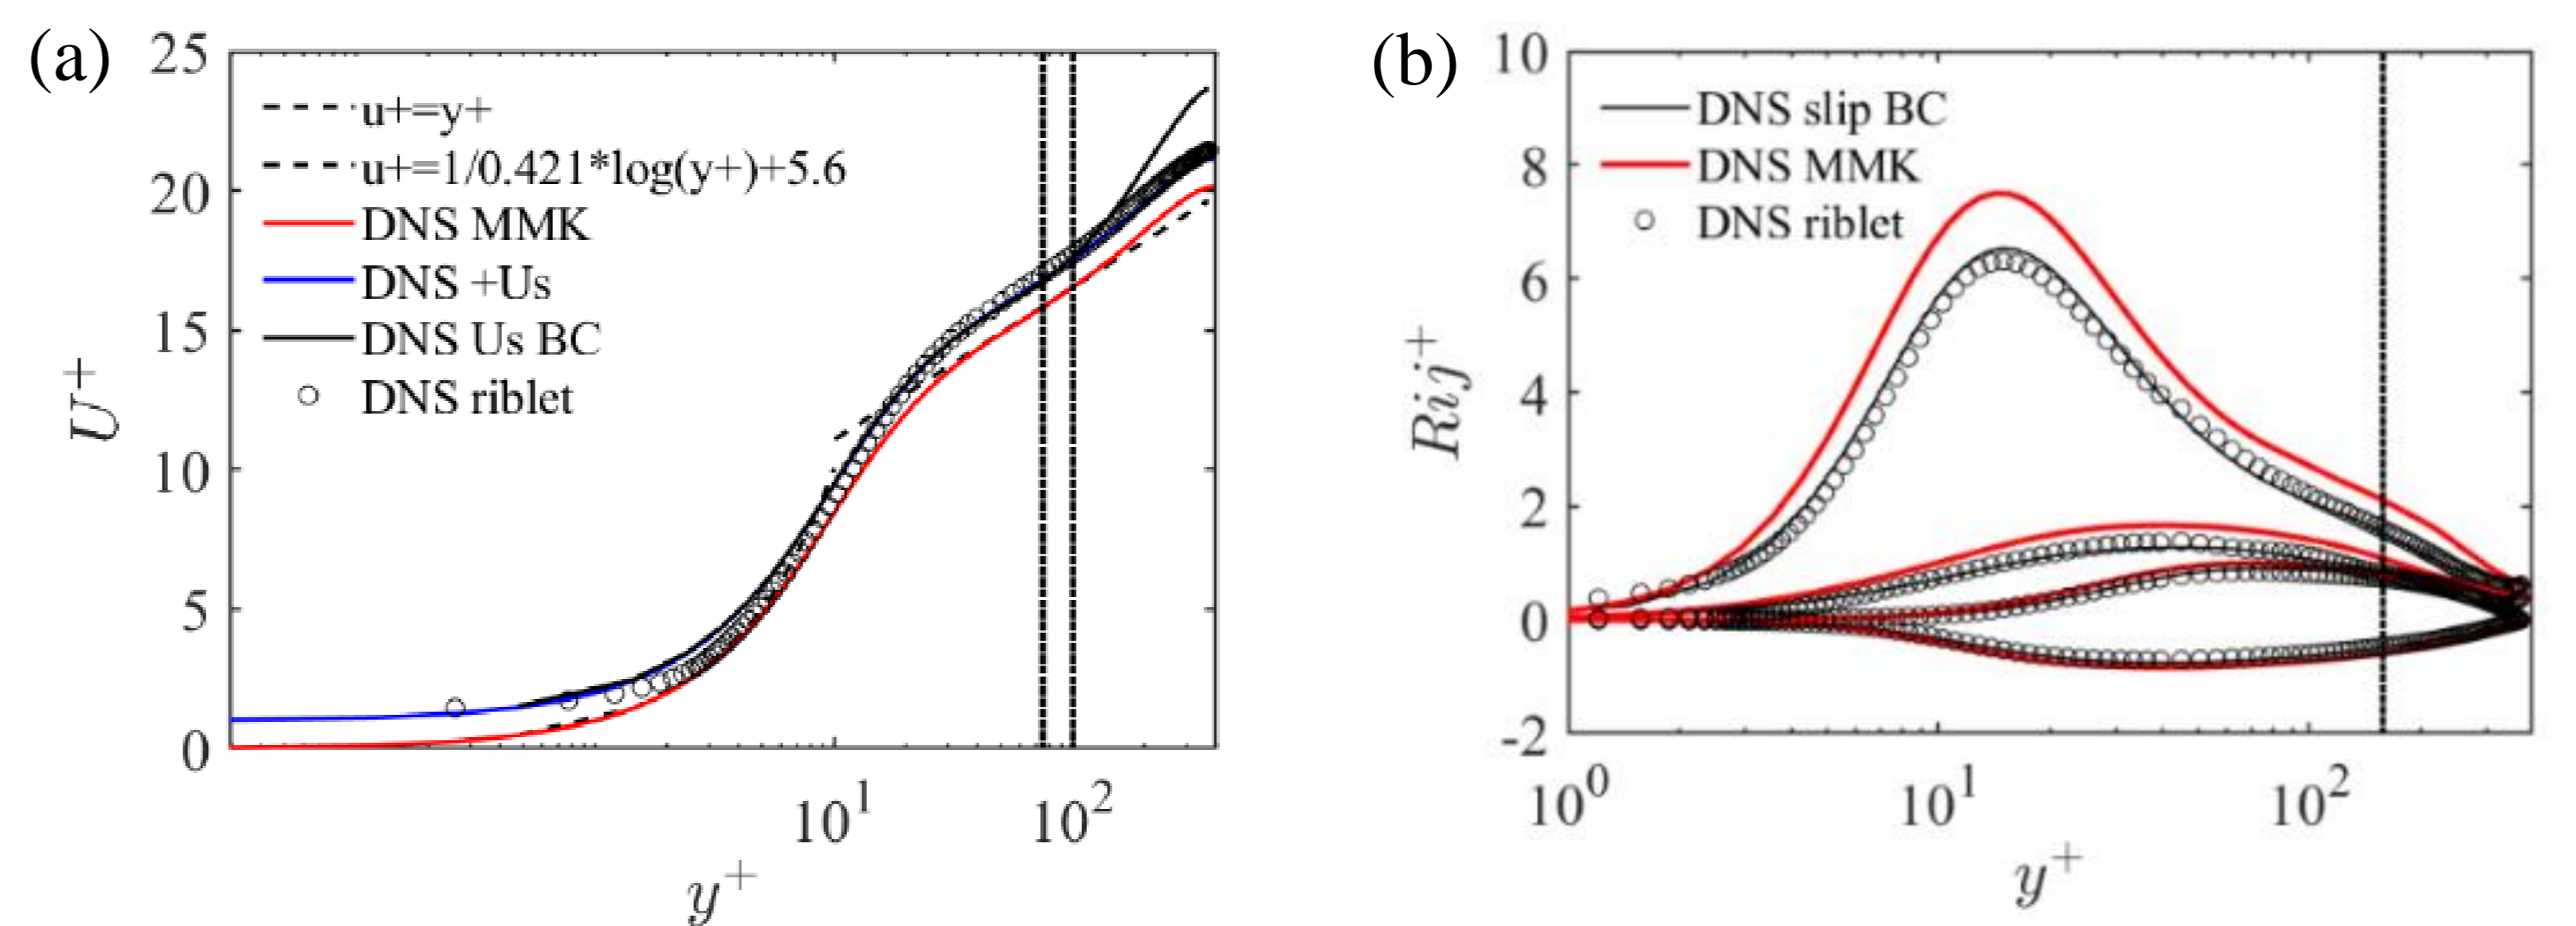 (a)
25
20
15
10
5
0
U+
u+=y+
u+=1/0.421*log(y+)+5.6
DNS MMK
DNS +Us
DNS Us BC
DNS riblet
10^1
10^2
y+
(b)
10
8
6
4
2
0
-2
Rij+
DNS slip BC
DNS MMK
DNS riblet
10^0
10^1
10^2
y+